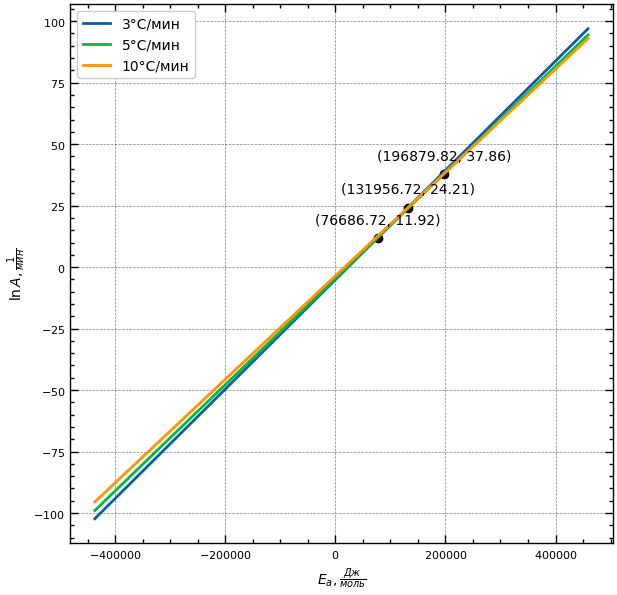 3°C/мин
5°C/мин
10°C/мин
100
75
50
25
0
−25
−50
−75
−100
(196879.82, 37.86)
(131956.72, 24.21)
(76686.72, 11.92)
ln A, 1/мин
−400000 −200000 0 200000 400000
Eₐ, Дж/моль